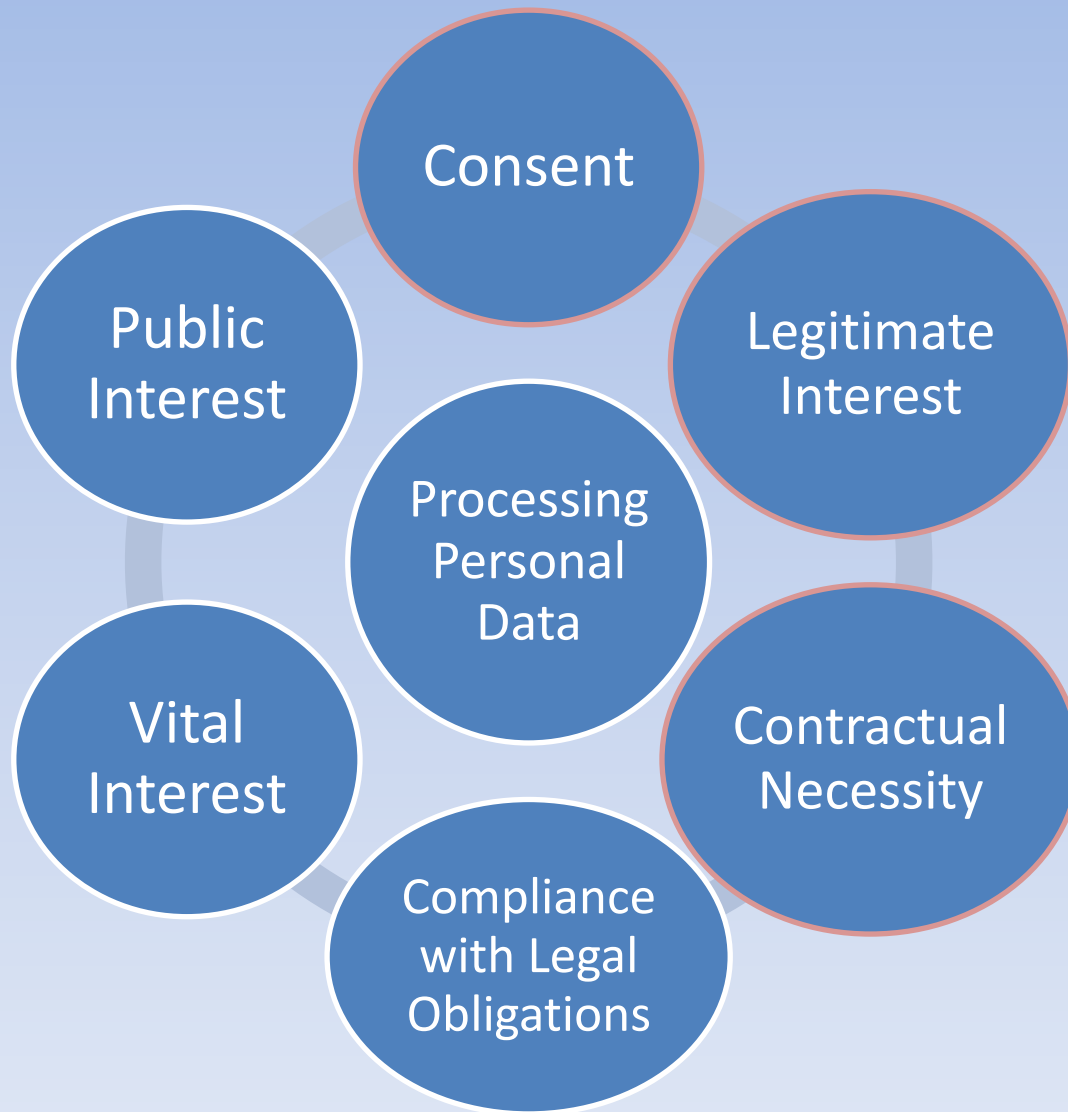 Consent
Legitimate
Interest
Contractual
Necessity
Compliance
with Legal
Obligations
Vital
Interest
Public
Interest
Processing
Personal
Data